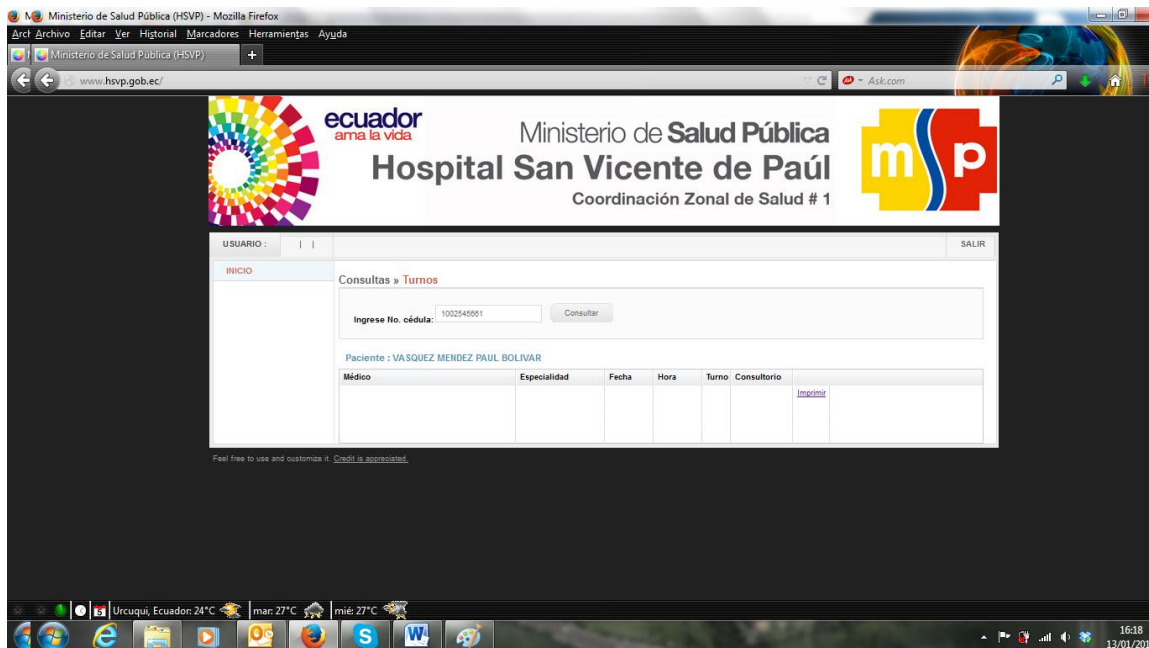 Ministerio de Salud Pública (HSVP) - Mozilla Firefox
Archivo Editar Ver Historial Marcadores Herramientas Ayuda
Ministerio de Salud Pública (HSVP)
www.hsvp.gob.ec/
Ask.com
ecuador
ama la vida
Ministerio de Salud Pública
Hospital San Vicente de Paúl
Coordinación Zonal de Salud # 1
m p
USUARIO : | | SALIR
INICIO
Consultas » Turnos
Ingrese No. cédula: Consultar
Paciente : VASQUEZ MENDEZ PAUL BOLIVAR
Médico Especialidad Fecha Hora Turno Consultorio
Imprimir
Feel free to use and customize it. Credit is appreciated.
5 Urcuqui, Ecuador: 24°C mar: 27°C mié: 27°C
16:18
13/01/201